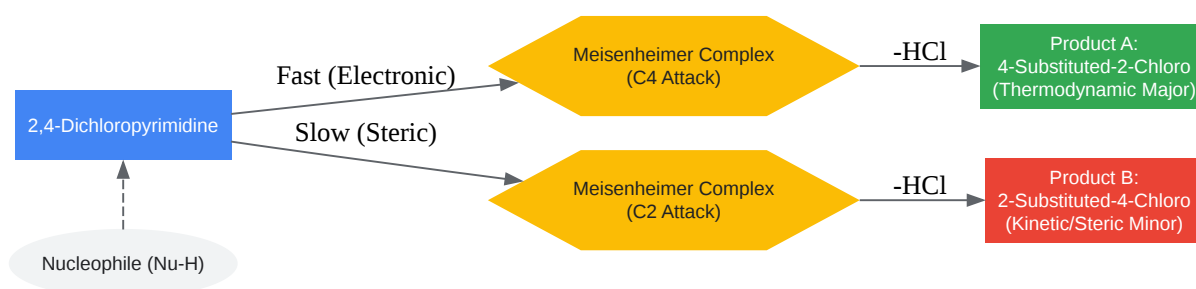 2,4-Dichloropyrimidine
Nucleophile (Nu-H)
Fast (Electronic)
Slow (Steric)
Meisenheimer Complex
(C4 Attack)
Meisenheimer Complex
(C2 Attack)
-HCl
-HCl
Product A:
4-Substituted-2-Chloro
(Thermodynamic Major)
Product B:
2-Substituted-4-Chloro
(Kinetic/Steric Minor)